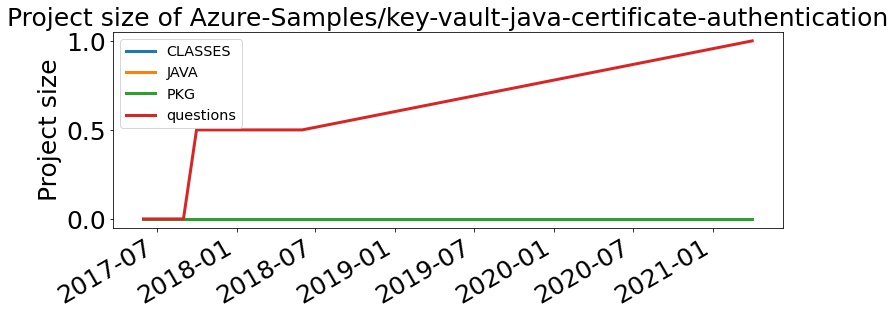 Project size of Azure-Samples/key-vault-java-certificate-authentication
Project size
1.0
0.5
0.0
CLASSES
JAVA
PKG
questions
2017-07
2018-01
2018-07
2019-01
2019-07
2020-01
2020-07
2021-01